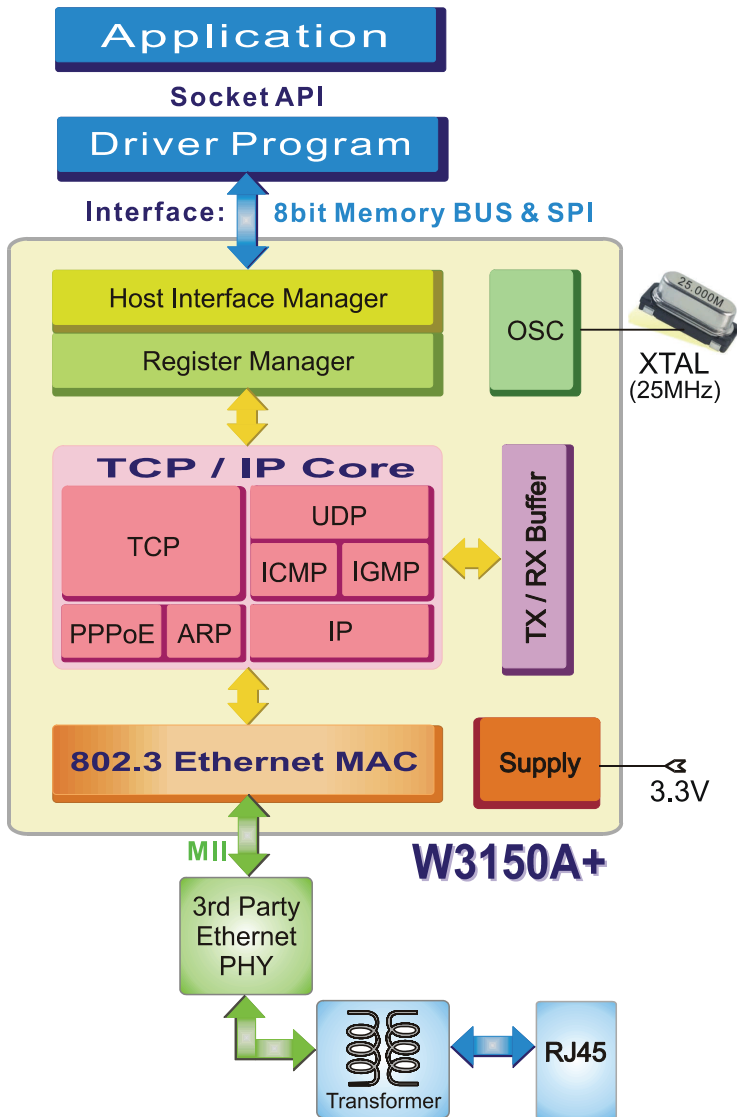 Application
Socket API
Driver Program
Interface: 8bit Memory BUS & SPI
Host Interface Manager
Register Manager
OSC
25.000M
XTAL
(25MHz)
TCP / IP Core
TCP
UDP
ICMP
IGMP
PPPoE
ARP
IP
TX / RX Buffer
802.3 Ethernet MAC
Supply
3.3V
MII
W3150A+
3rd Party
Ethernet
PHY
Transformer
RJ45